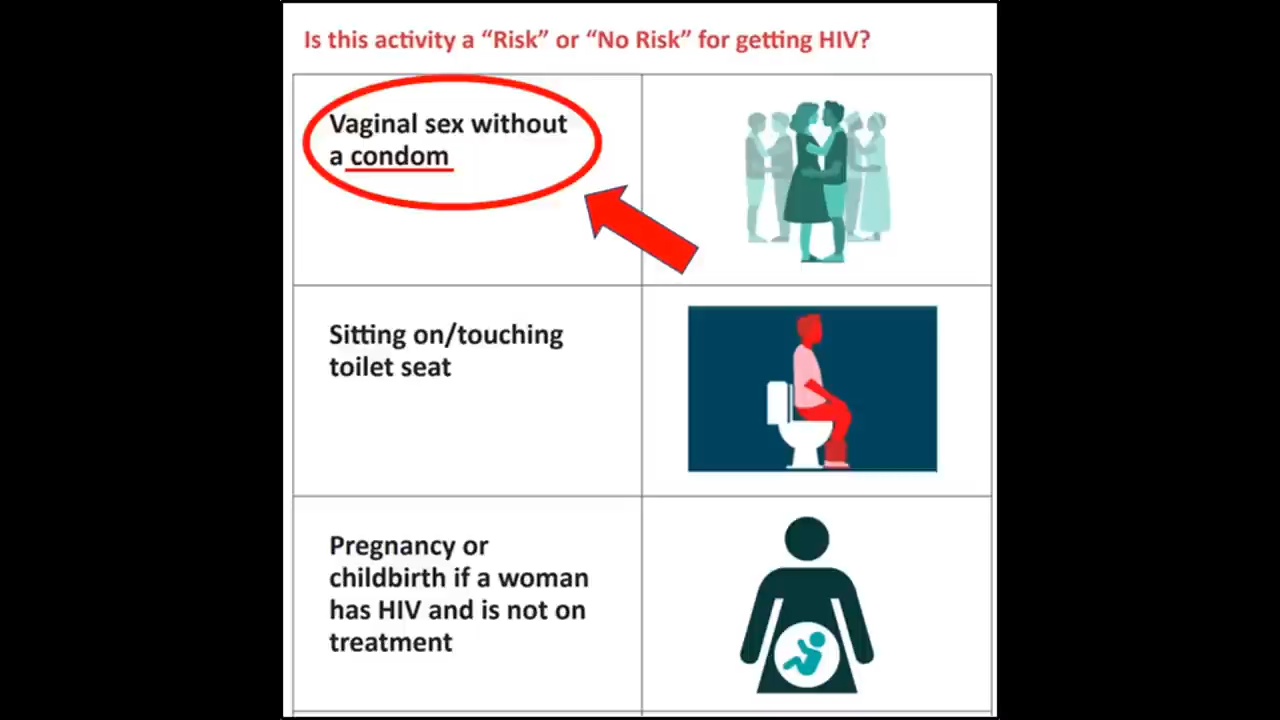 Is this activity a “Risk” or “No Risk” for getting HIV?
Vaginal sex without
a condom
Sitting on/touching
toilet seat
Pregnancy or
childbirth if a woman
has HIV and is not on
treatment